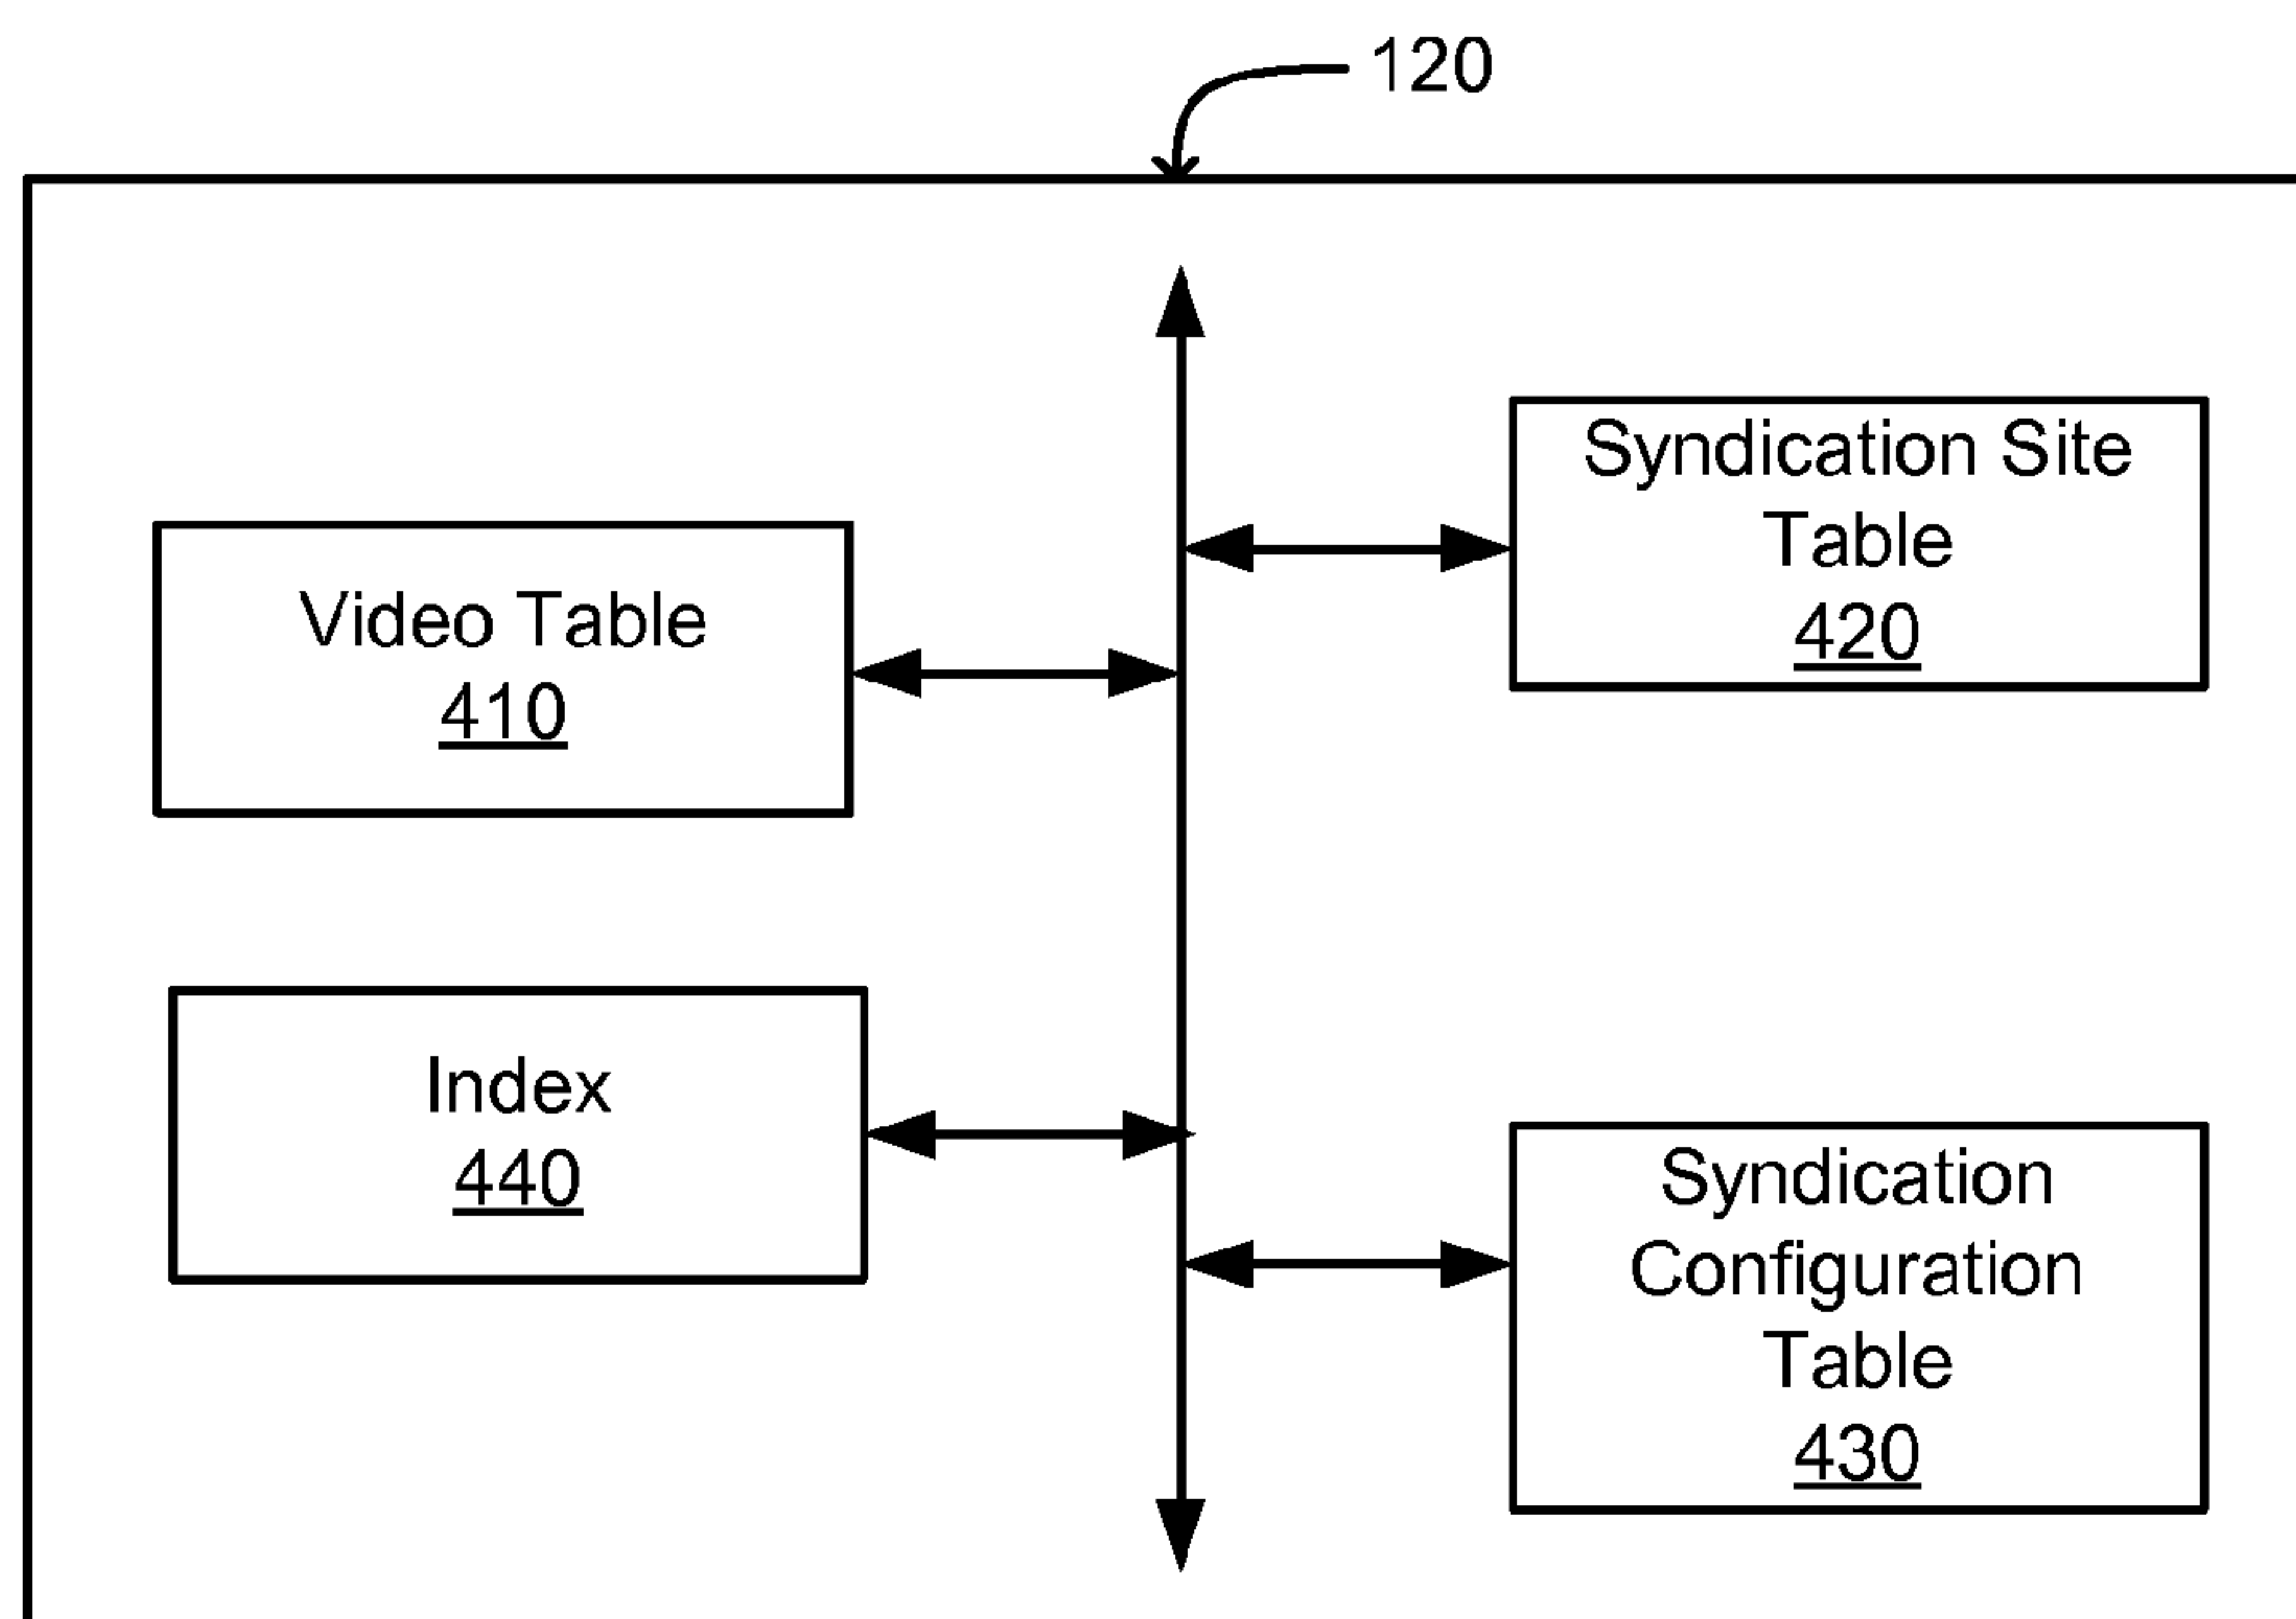 120
Video Table
410
Syndication Site
Table
420
Index
440
Syndication
Configuration
Table
430